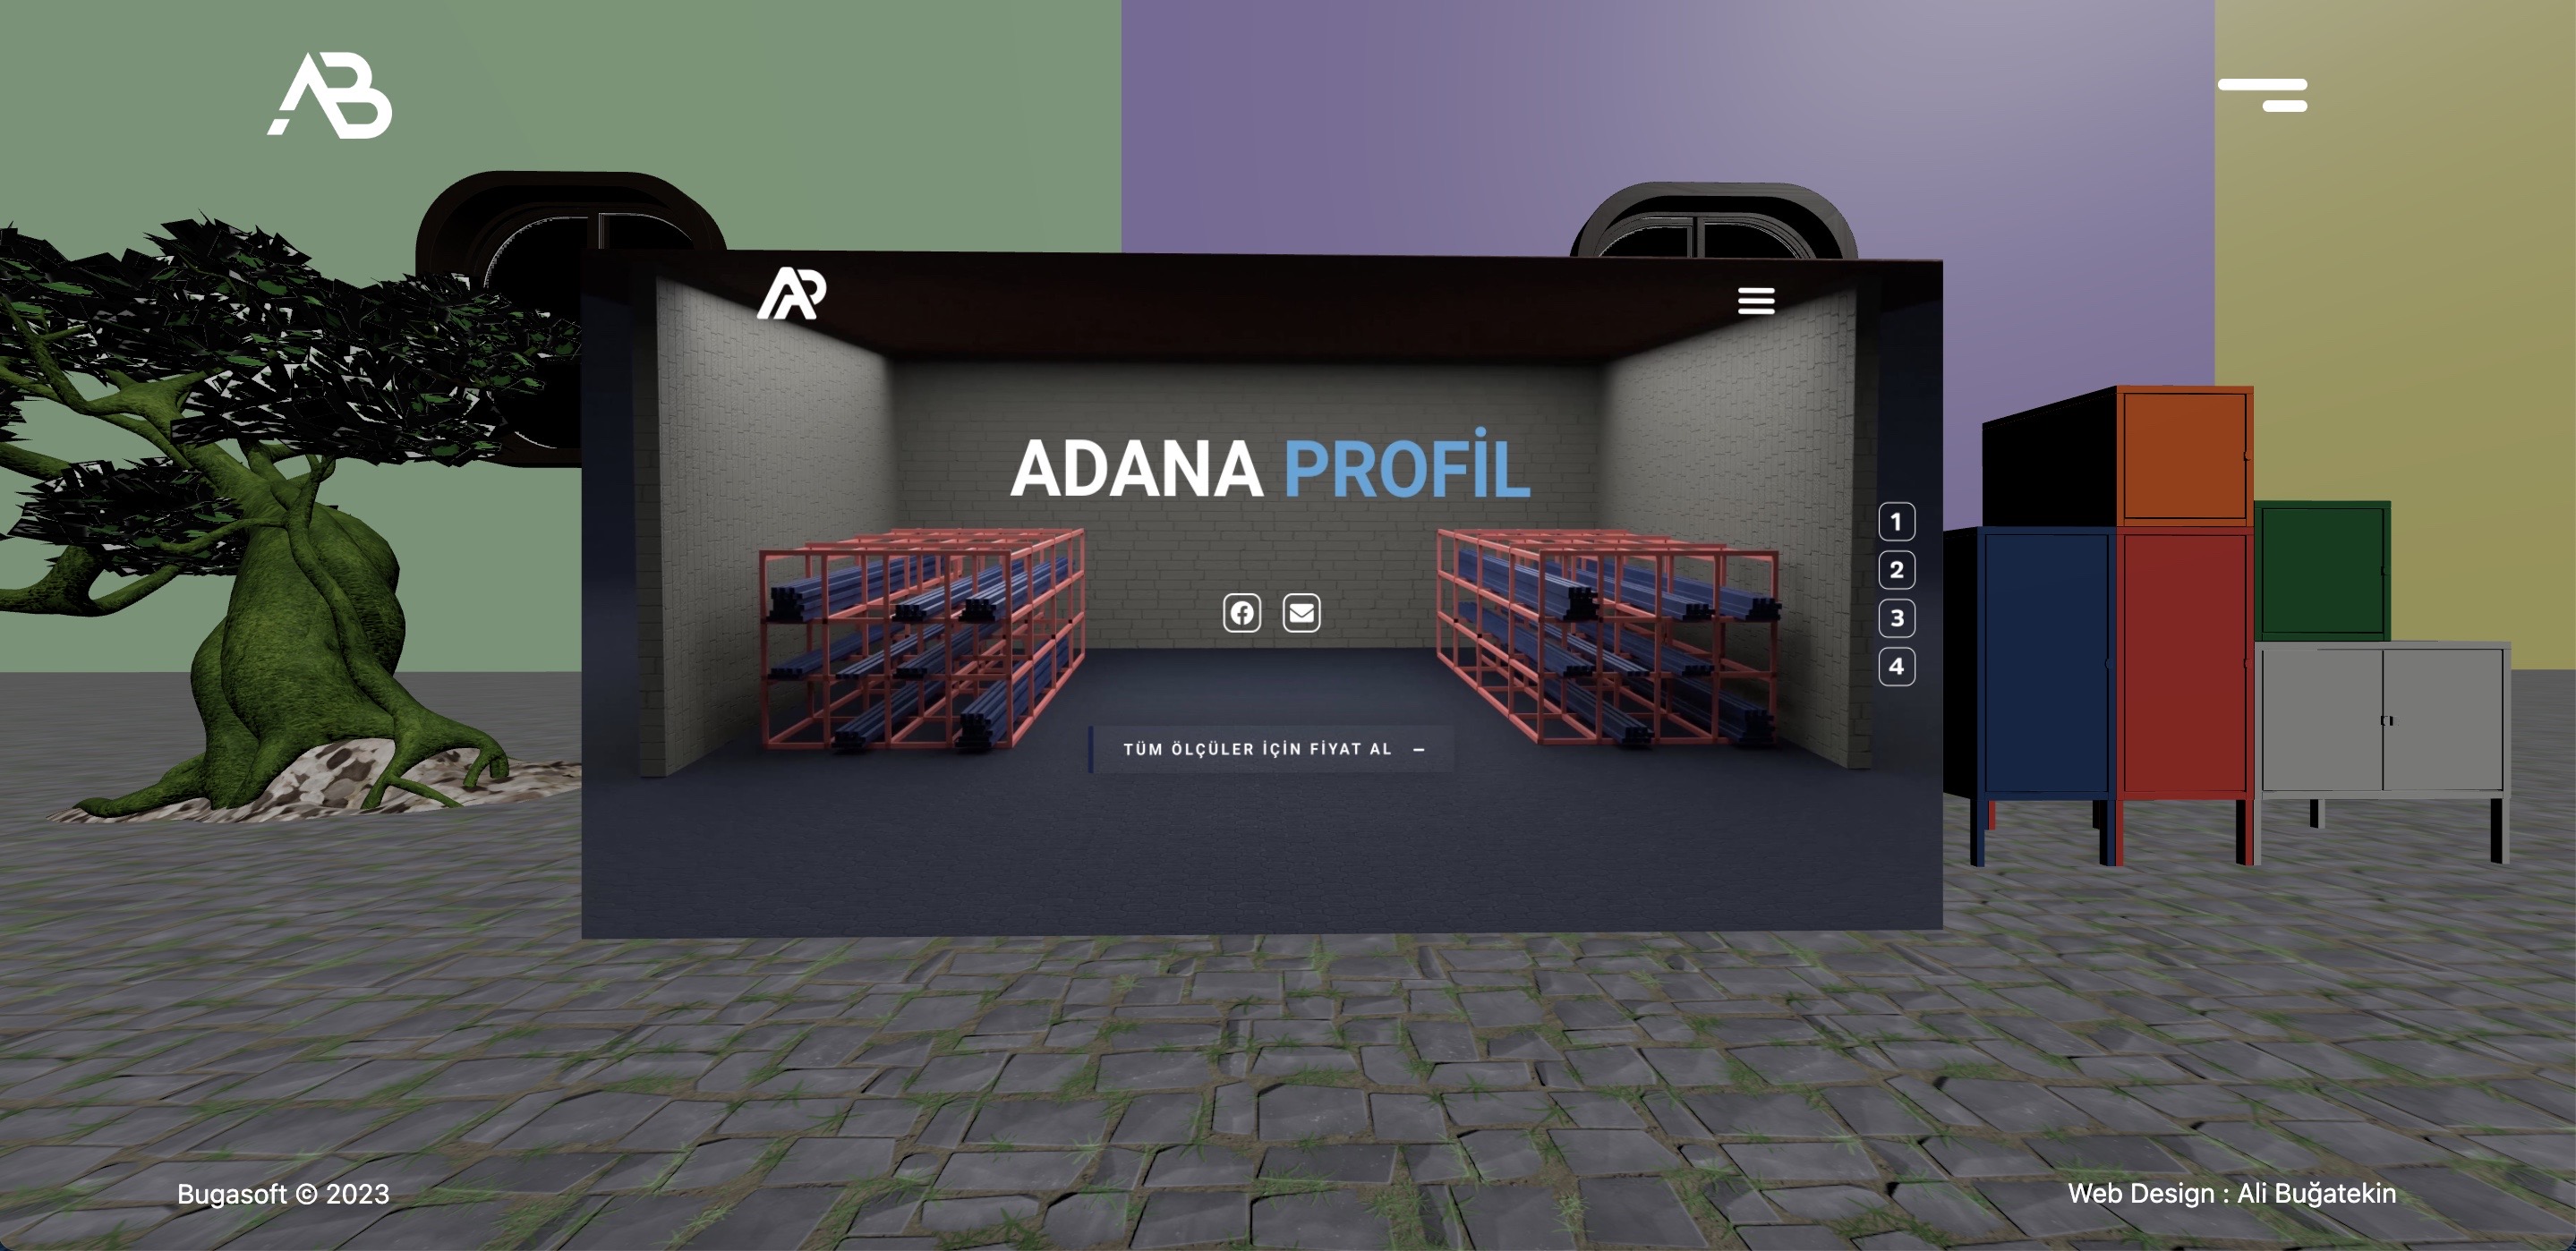 AB
AP
ADANA PROFİL
1
2
3
4
TÜM ÖLÇÜLER İÇİN FİYAT AL –
Bugasoft © 2023
Web Design : Ali Buğatekin